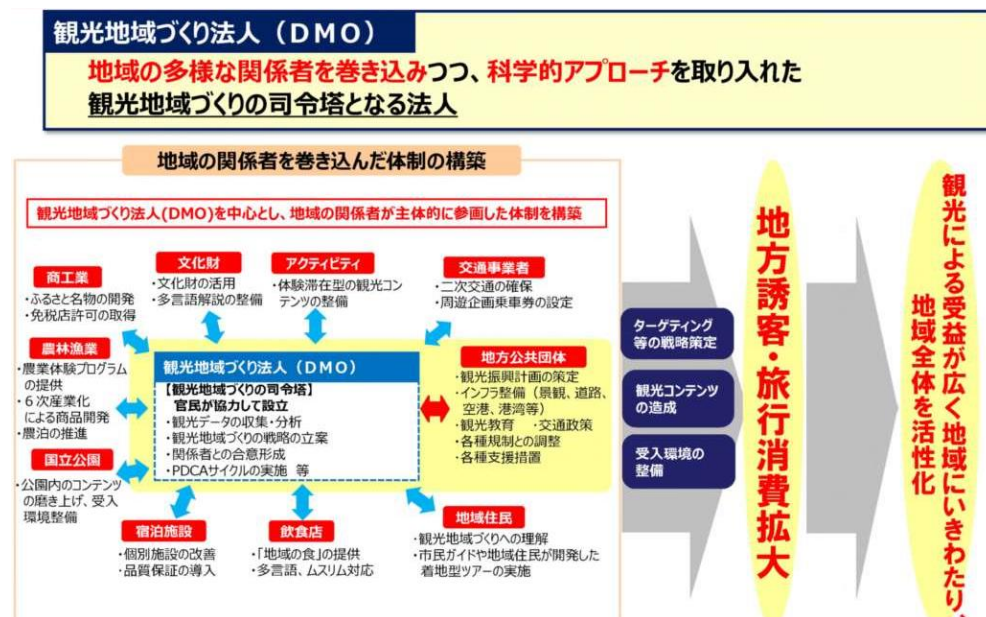 観光地域づくり法人（ＤＭＯ）
地域の多様な関係者を巻き込みつつ、科学的アプローチを取り入れた
観光地域づくりの司令塔となる法人
地域の関係者を巻き込んだ体制の構築
観光地域づくり法人(DMO)を中心とし、地域の関係者が主体的に参画した体制を構築
商工業
・ふるさと名物の開発
・免税店許可の取得
文化財
・文化財の活用
・多言語解説の整備
アクティビティ
・体験滞在型の観光コン
テンツの整備
交通事業者
・二次交通の確保
・周遊企画乗車券の設定
農林漁業
・農業体験プログラム
の提供
・６次産業化
による商品開発
・農泊の推進
観光地域づくり法人（ＤＭＯ）
【観光地域づくりの司令塔】
官民が協力して設立
・観光データの収集・分析
・観光地域づくりの戦略の立案
・関係者との合意形成
・PDCAサイクルの実施 等
地方公共団体
・観光振興計画の策定
・インフラ整備（景観、道路、
空港、港湾等）
・観光教育 ・交通政策
・各種規制との調整
・各種支援措置
国立公園
・公園内のコンテンツ
の磨き上げ、受入
環境整備
宿泊施設
・個別施設の改善
・品質保証の導入
飲食店
・「地域の食」の提供
・多言語、ムスリム対応
地域住民
・観光地域づくりへの理解
・市民ガイドや地域住民が開発した
着地型ツアーの実施
ターゲティング
等の戦略策定
観光コンテンツ
の造成
受入環境の
整備
地方誘客・旅行消費拡大
観光による受益が広く地域にいきわたり、
地域全体を活性化